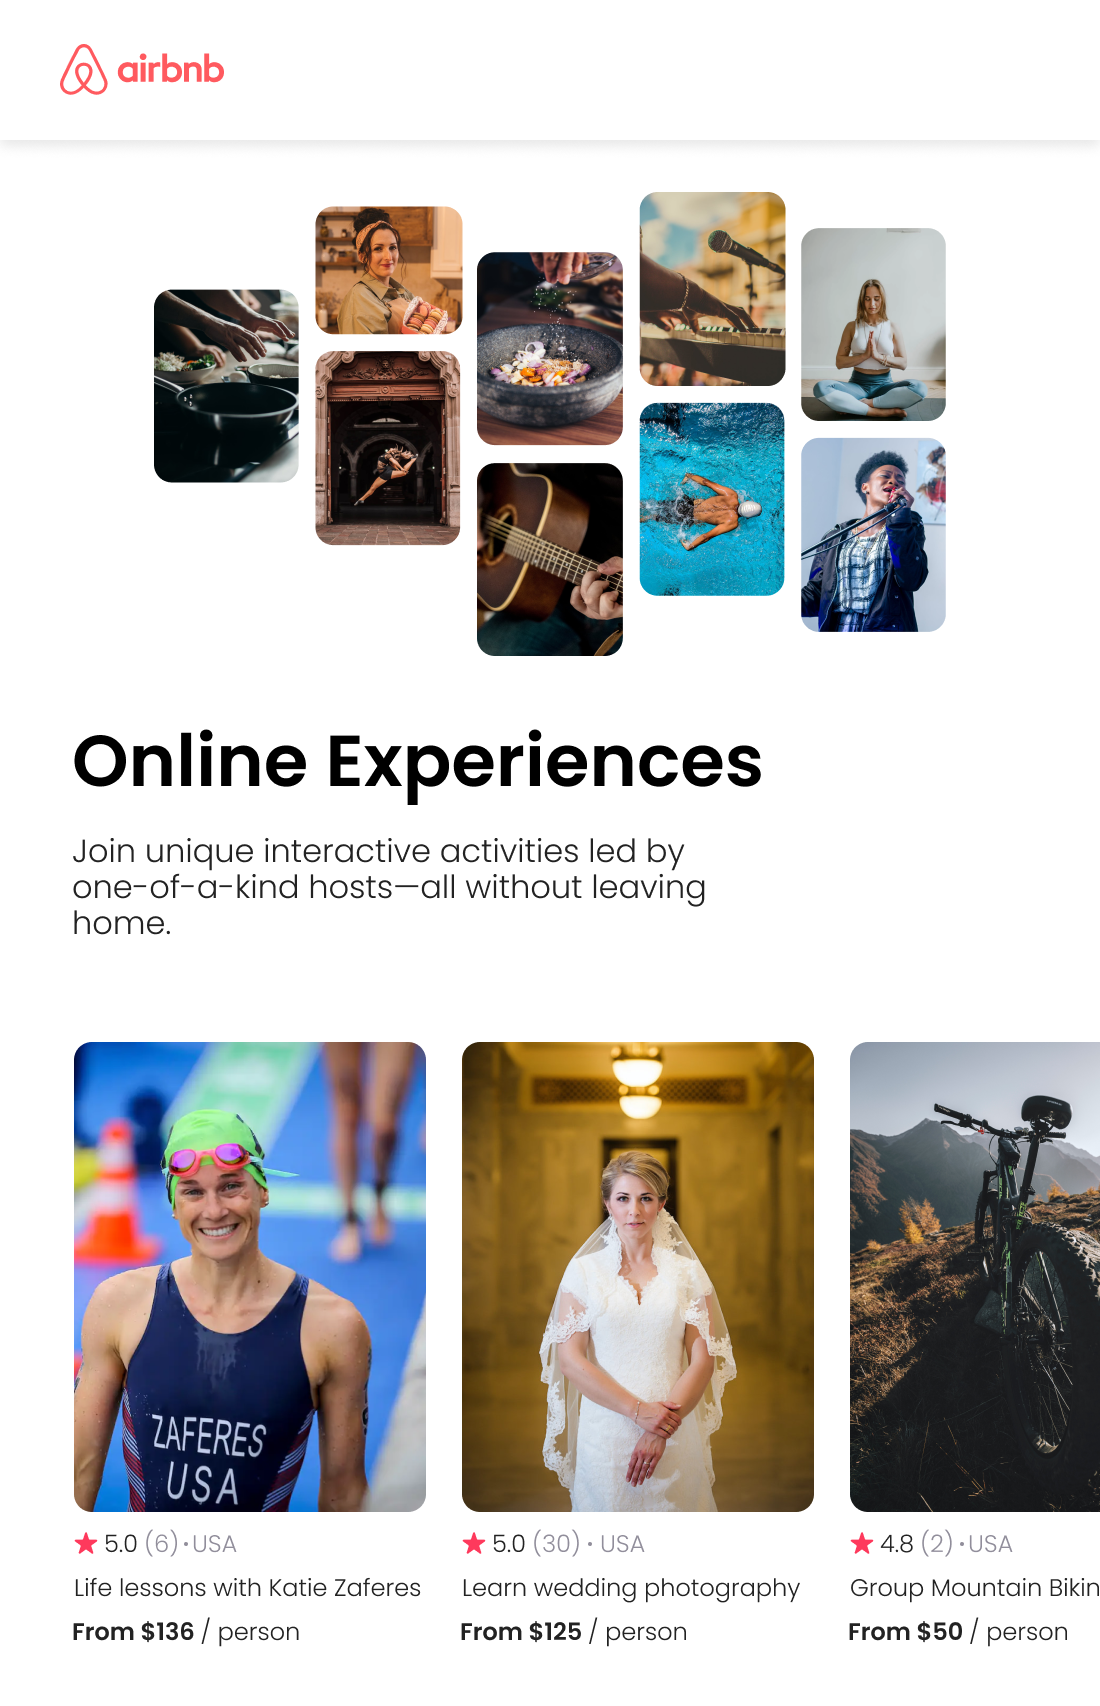 airbnb
Online Experiences
Join unique interactive activities led by
one-of-a-kind hosts—all without leaving
home.
ZAFERES
USA
5.0 (6) · USA
Life lessons with Katie Zaferes
From $136 / person
5.0 (30) · USA
Learn wedding photography
From $125 / person
4.8 (2) · USA
Group Mountain Bikin
From $50 / person